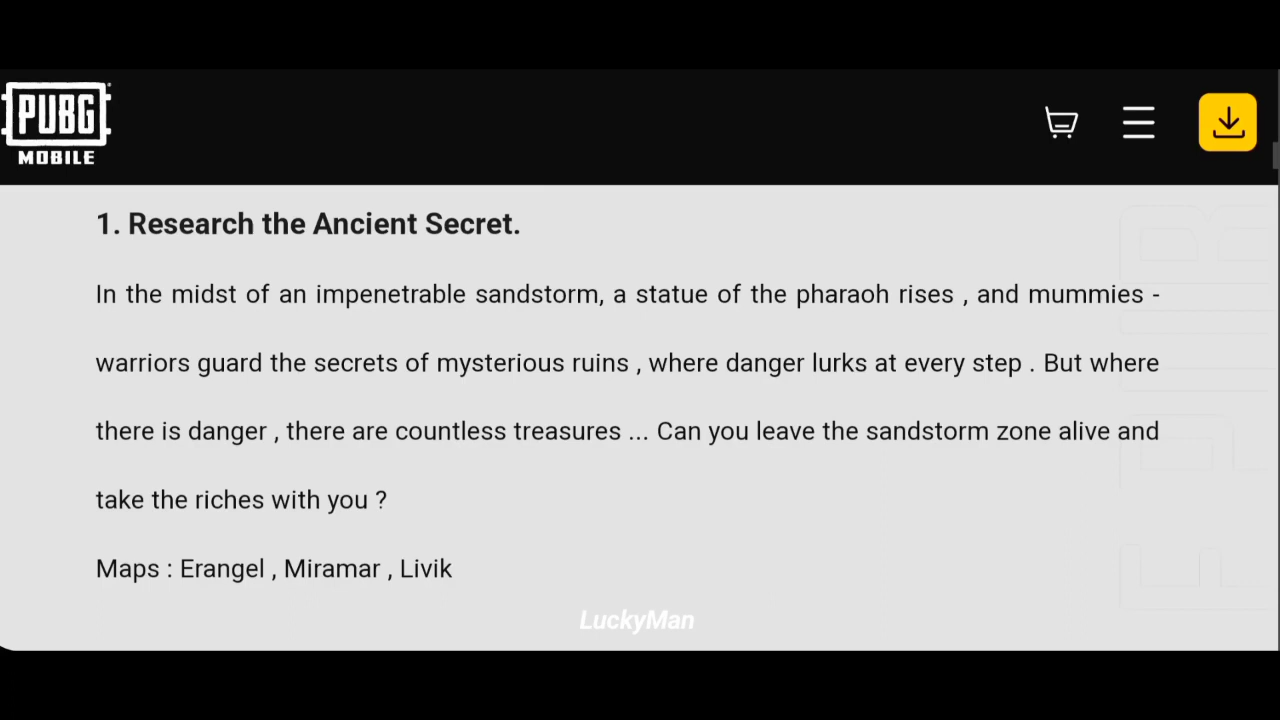 PUBG
MOBILE
1. Research the Ancient Secret.
In the midst of an impenetrable sandstorm, a statue of the pharaoh rises , and mummies -
warriors guard the secrets of mysterious ruins , where danger lurks at every step . But where
there is danger , there are countless treasures ... Can you leave the sandstorm zone alive and
take the riches with you ?
Maps : Erangel , Miramar , Livik
LuckyMan